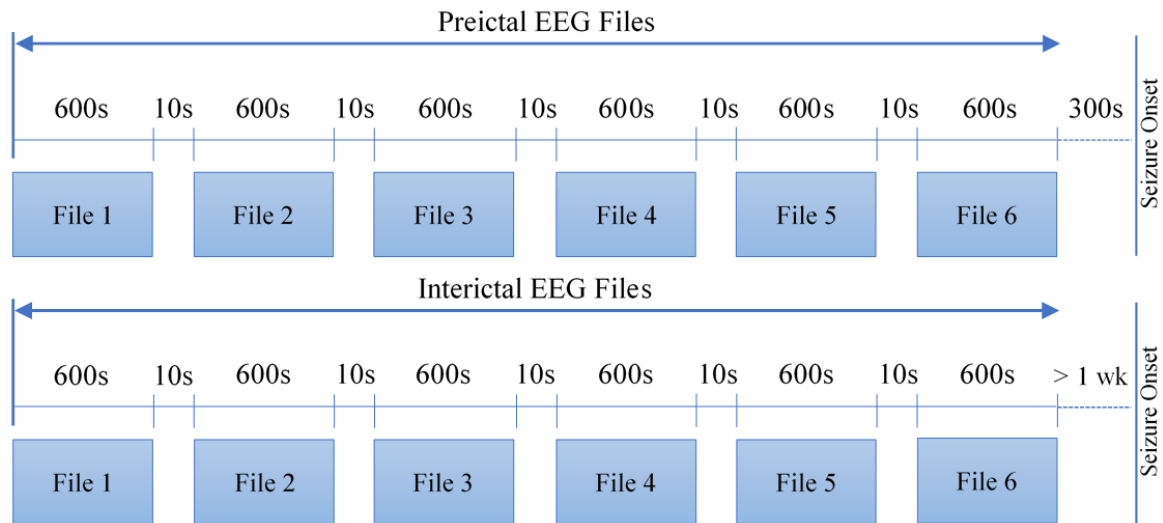 Preictal EEG Files
600s 10s 600s 10s 600s 10s 600s 10s 600s 10s 600s 300s
File 1 File 2 File 3 File 4 File 5 File 6
Seizure Onset
Interictal EEG Files
600s 10s 600s 10s 600s 10s 600s 10s 600s 10s 600s > 1 wk
File 1 File 2 File 3 File 4 File 5 File 6
Seizure Onset